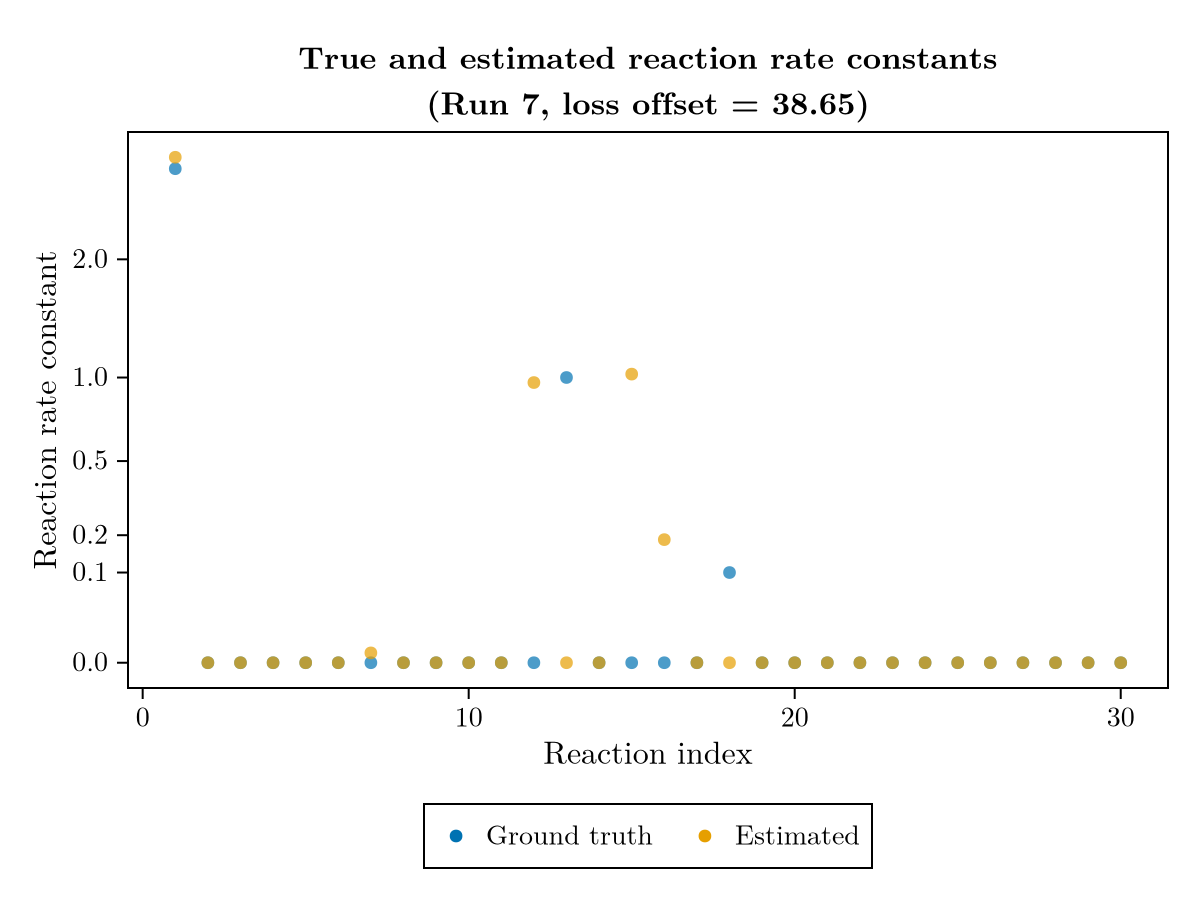 True and estimated reaction rate constants
(Run 7, loss offset = 38.65)
Reaction rate constant
2.0
1.0
0.5
0.2
0.1
0.0
0 10 20 30
Reaction index
Ground truth Estimated